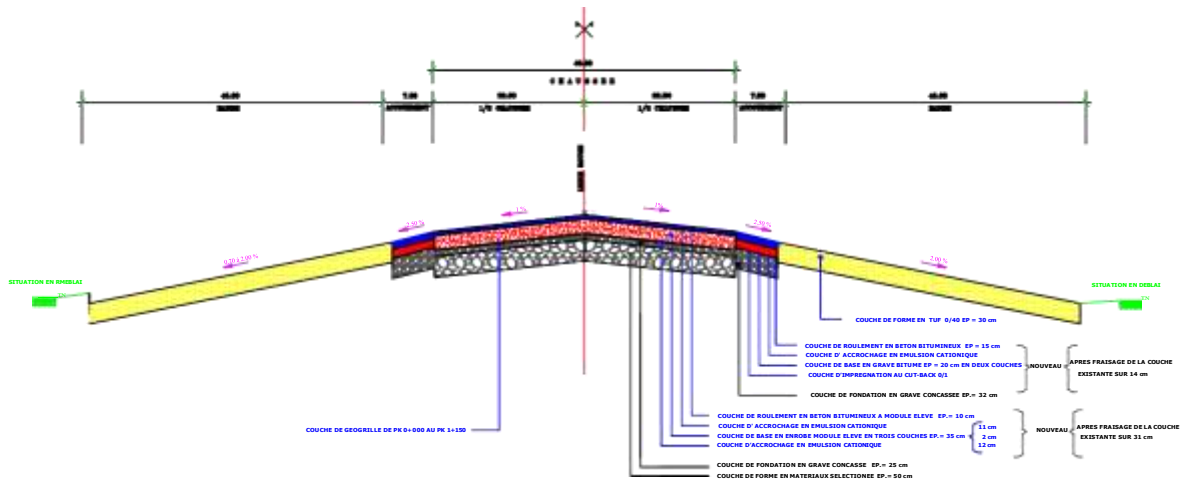 CHAUSSEE
LIGNE ROUGE
1%
1%
2.50 %
2.50 %
2.00 %
SITUATION EN RMEBLAI
SITUATION EN DEBLAI
COUCHE DE FORME EN TUF 0/40 EP = 30 cm
COUCHE DE ROULEMENT EN BETON BITUMINEUX EP = 15 cm
COUCHE D' ACCROCHAGE EN EMULSION CATIONIQUE
COUCHE DE BASE EN GRAVE BITUME EP = 20 cm EN DEUX COUCHES
COUCHE D'IMPREGNATION AU CUT-BACK 0/1
NOUVEAU
APRES FRAISAGE DE LA COUCHE
EXISTANTE SUR 14 cm
COUCHE DE FONDATION EN GRAVE CONCASSEE EP.= 32 cm
COUCHE DE GEOGRILLE DE PK 0+000 AU PK 1+150
COUCHE DE ROULEMENT EN BETON BITUMINEUX A MODULE ELEVE EP.= 10 cm
COUCHE D' ACCROCHAGE EN EMULSION CATIONIQUE
COUCHE DE BASE EN ENROBE MODULE ELEVE EN TROIS COUCHES EP.= 35 cm
COUCHE D'ACCROCHAGE EN EMULSION CATIONIQUE
11 cm
2 cm
12 cm
NOUVEAU
APRES FRAISAGE DE LA COUCHE
EXISTANTE SUR 31 cm
COUCHE DE FONDATION EN GRAVE CONCASSE EP.= 25 cm
COUCHE DE FORME EN MATERIAUX SELECTIONEE EP.= 50 cm